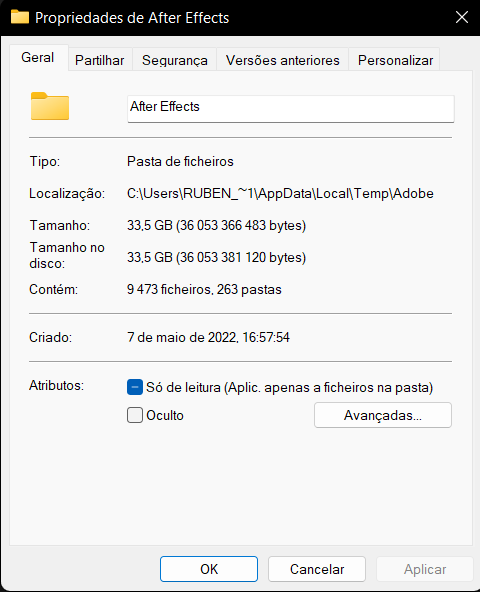 Propriedades de After Effects
Geral Partilhar Segurança Versões anteriores Personalizar
After Effects
Tipo: Pasta de ficheiros
Localização: C:\Users\RUBEN_~1\AppData\Local\Temp\Adobe
Tamanho: 33,5 GB (36 053 366 483 bytes)
Tamanho no
disco: 33,5 GB (36 053 381 120 bytes)
Contém: 9 473 ficheiros, 263 pastas
Criado: 7 de maio de 2022, 16:57:54
Atributos: Só de leitura (Aplic. apenas a ficheiros na pasta)
Oculto Avançadas...
OK Cancelar Aplicar